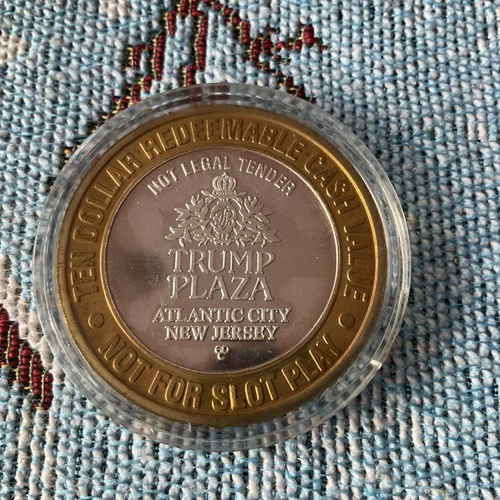 TEN DOLLAR REDEEMABLE CASH VALUE
NOT LEGAL TENDER
TRUMP
PLAZA
ATLANTIC CITY
NEW JERSEY
NOT FOR SLOT PLAY